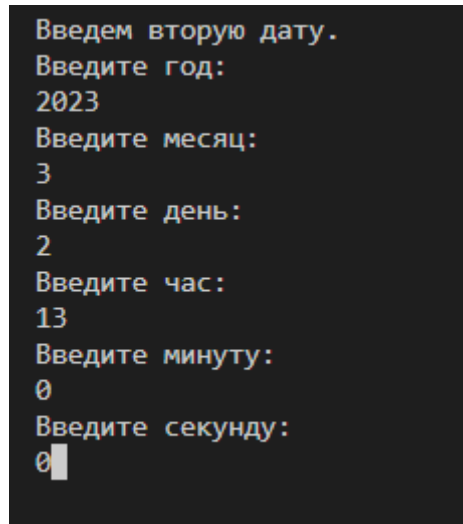 Введем вторую дату.
Введите год:
2023
Введите месяц:
3
Введите день:
2
Введите час:
13
Введите минуту:
0
Введите секунду:
0